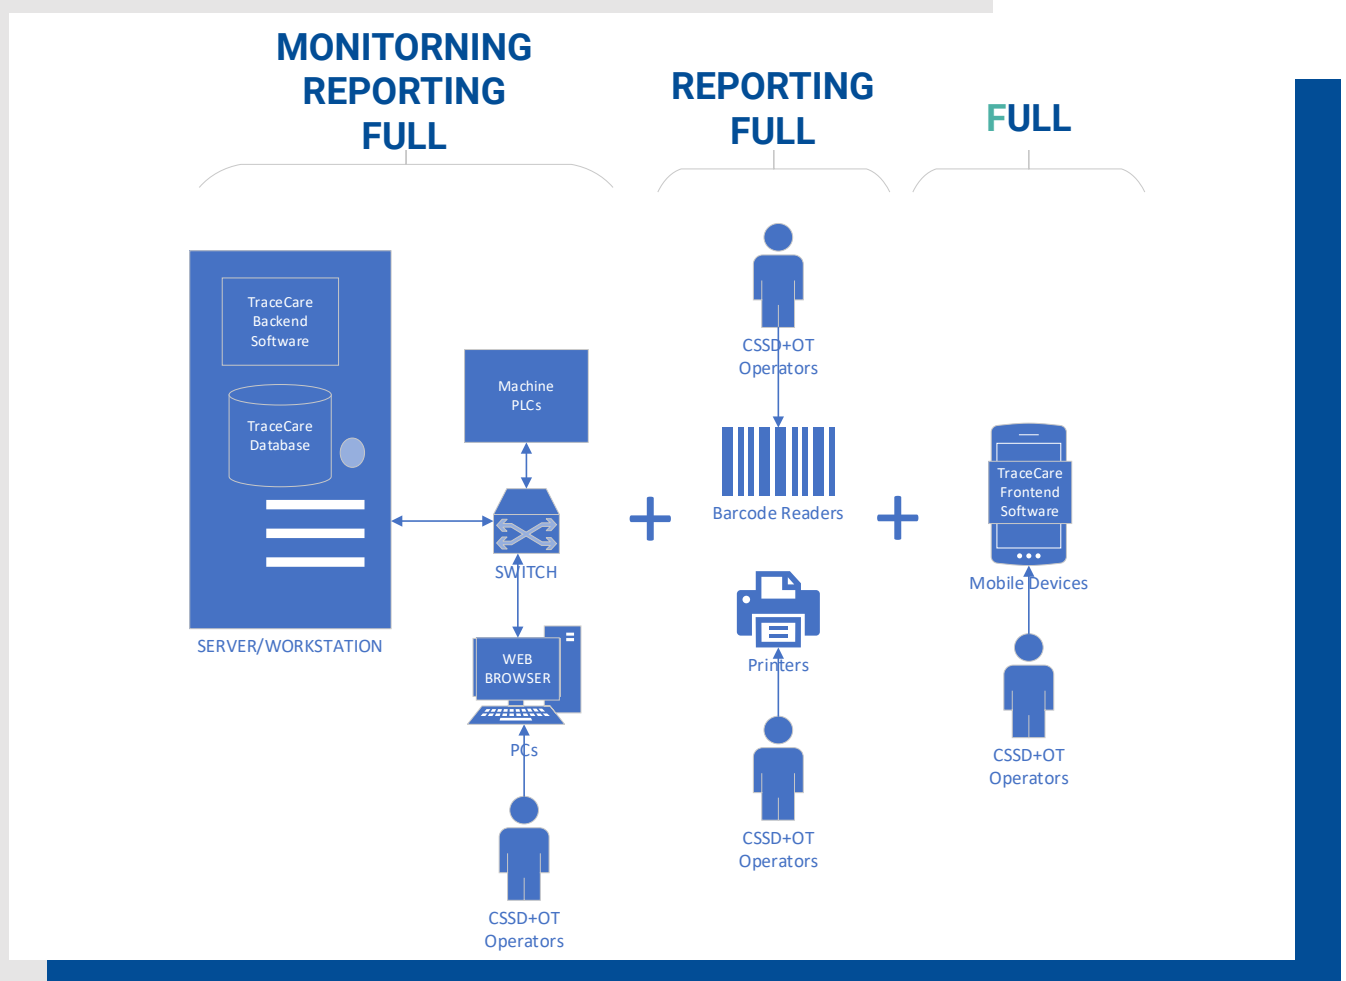 MONITORNING
REPORTING
FULL
REPORTING
FULL
FULL
TraceCare
Backend
Software
TraceCare
Database
SERVER/WORKSTATION
Machine
PLCs
SWITCH
WEB
BROWSER
PCs
CSSD+OT
Operators
CSSD+OT
Operators
Barcode Readers
Printers
CSSD+OT
Operators
TraceCare
Frontend
Software
Mobile Devices
CSSD+OT
Operators